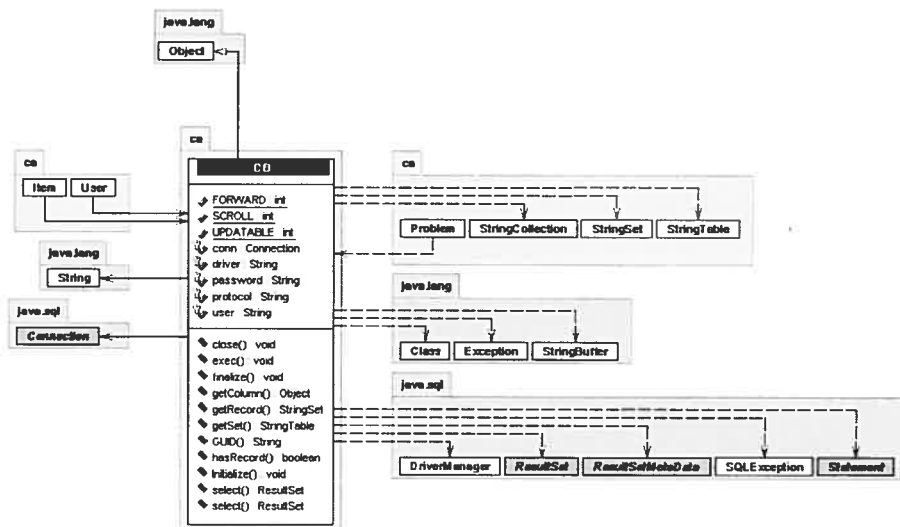 java.lang
Object
ca
Item
User
java.lang
String
java.sql
Connection
ca
FORWARD int
SCROLL int
UPDATABLE int
conn Connection
driver String
password String
protocol String
user String
close() void
exec() void
finalize() void
getColumn() Object
getRecord() StringSet
getSet() StringTable
GUID() String
hasRecord() boolean
initialize() void
select() ResultSet
select() ResultSet
ca
Problem
StringCollection
StringSet
StringTable
java.lang
Class
Exception
StringBuffer
java.sql
DriverManager
ResultSet
ResultSetMetaData
SQLException
Statement